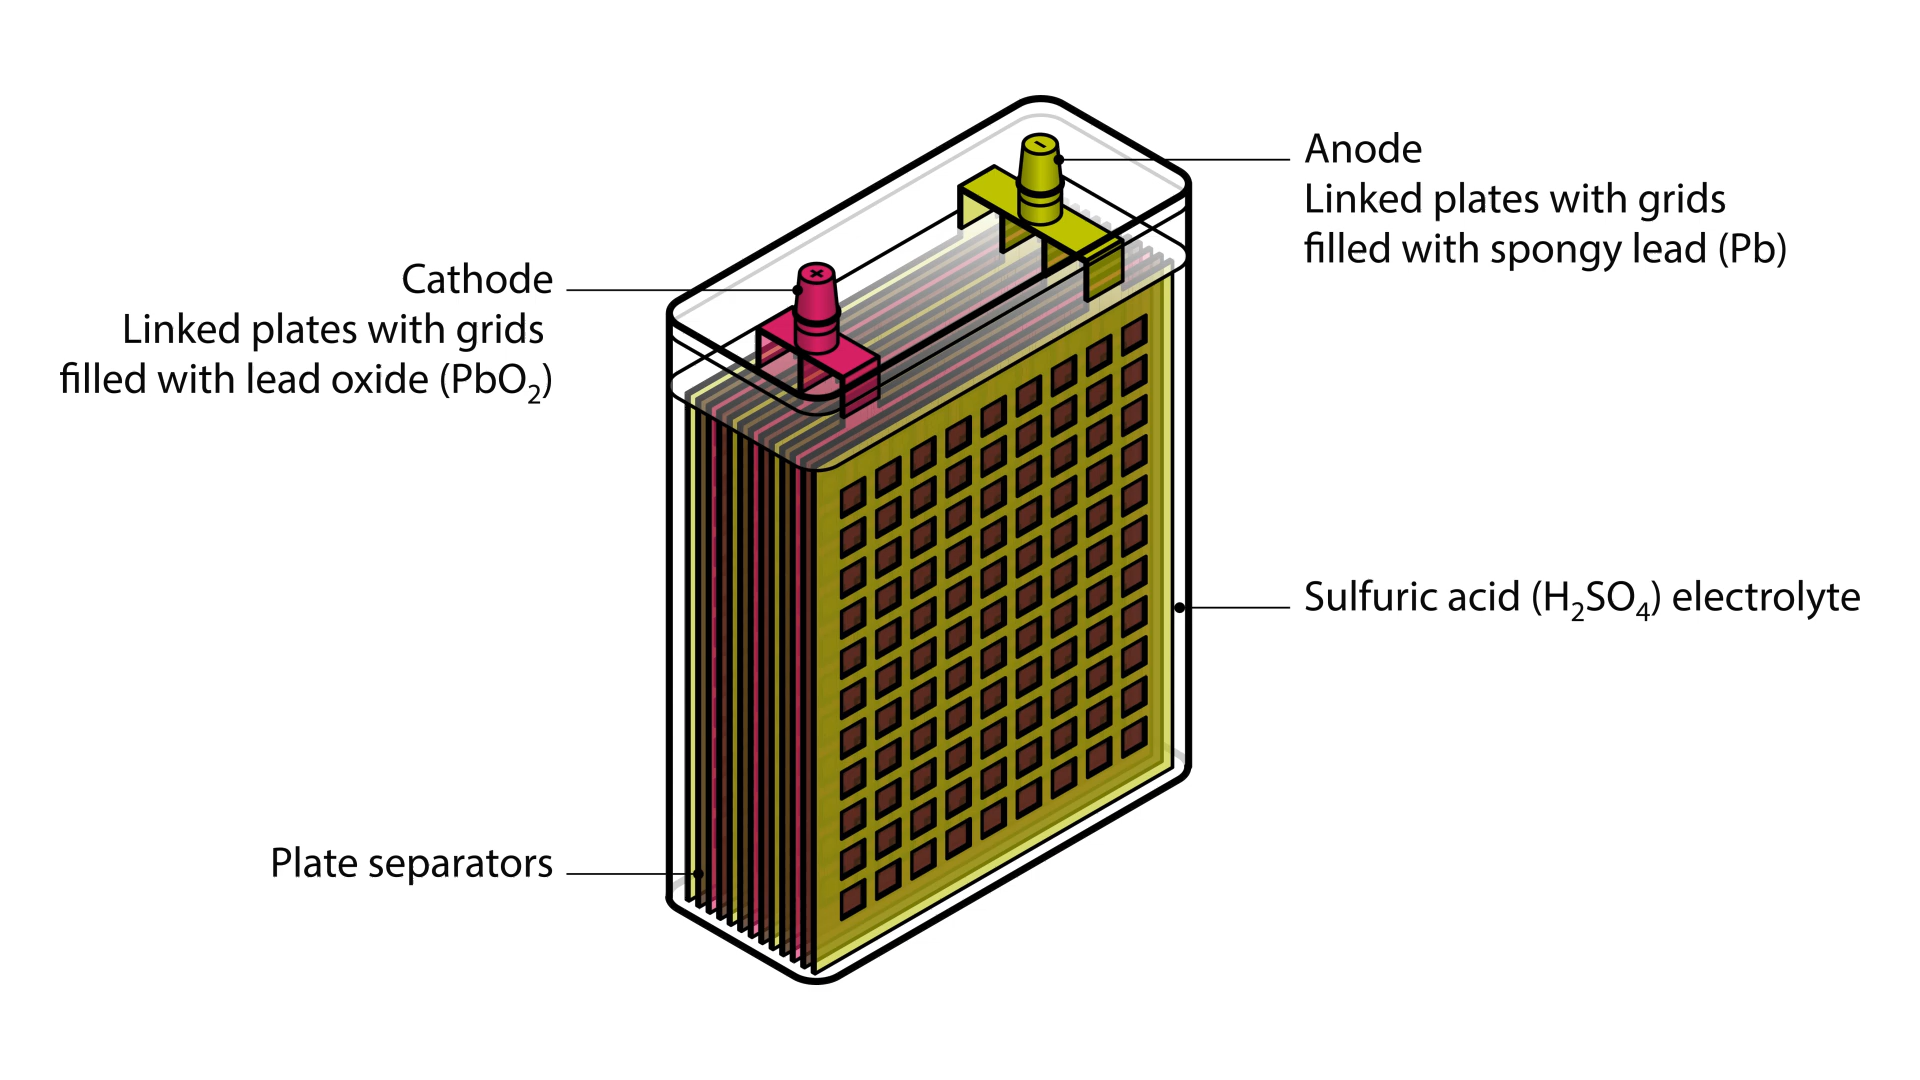 Anode
Linked plates with grids
filled with spongy lead (Pb)
Cathode
Linked plates with grids
filled with lead oxide (PbO₂)
Sulfuric acid (H₂SO₄) electrolyte
Plate separators
−
+